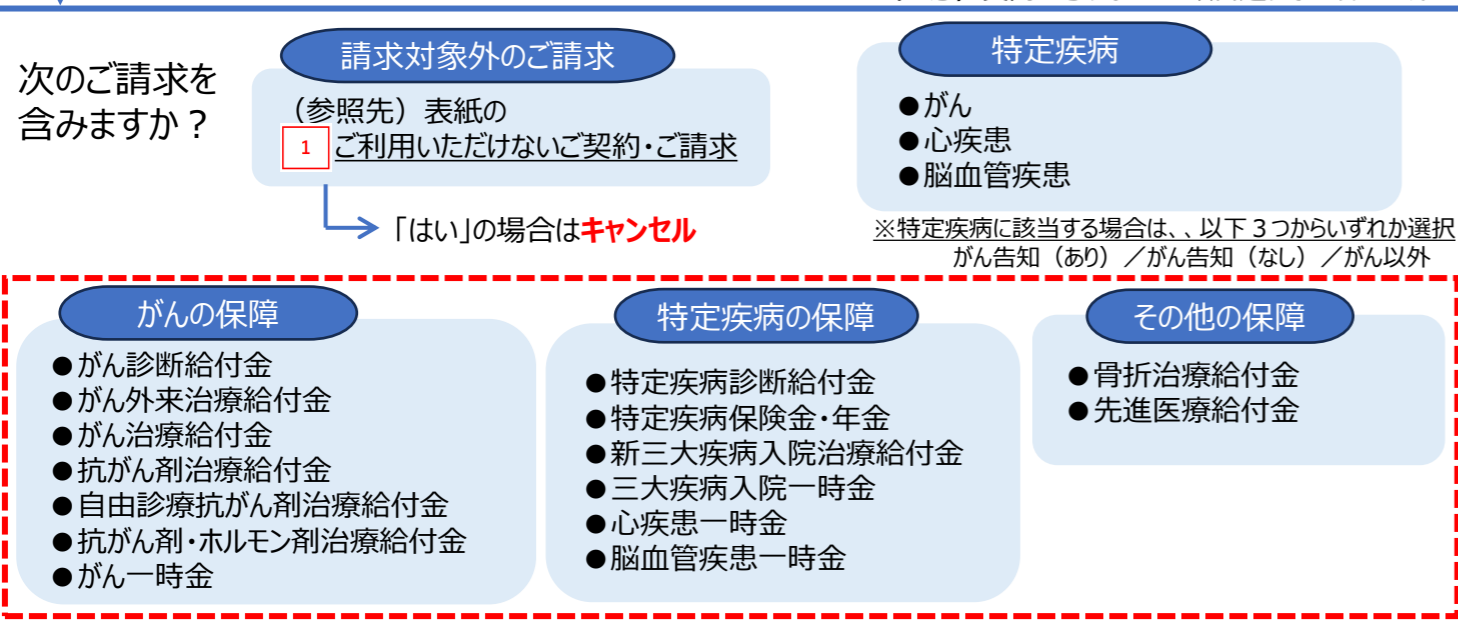 次のご請求を
含みますか？
請求対象外のご請求
（参照先）表紙の
1 ご利用いただけないご契約・ご請求
「はい」の場合はキャンセル
特定疾病
●がん
●心疾患
●脳血管疾患
※特定疾病に該当する場合は、、以下３つからいずれか選択
がん告知（あり）／がん告知（なし）／がん以外
がんの保障
●がん診断給付金
●がん外来治療給付金
●がん治療給付金
●抗がん剤治療給付金
●自由診療抗がん剤治療給付金
●抗がん剤・ホルモン剤治療給付金
●がん一時金
特定疾病の保障
●特定疾病診断給付金
●特定疾病保険金・年金
●新三大疾病入院治療給付金
●三大疾病入院一時金
●心疾患一時金
●脳血管疾患一時金
その他の保障
●骨折治療給付金
●先進医療給付金